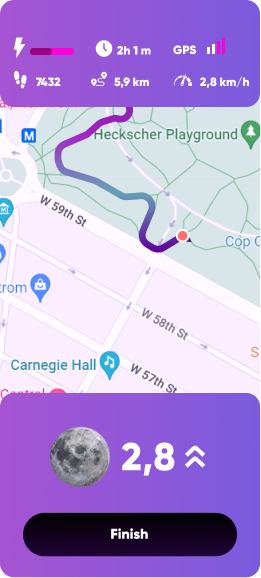 2h 1 m
GPS
7432
5,9 km
2,8 km/h
M
Heckscher Playground
W 59th St
Cop C
trom
W 58th St
S
Carnegie Hall
W 57th St
Central
2,8
Finish